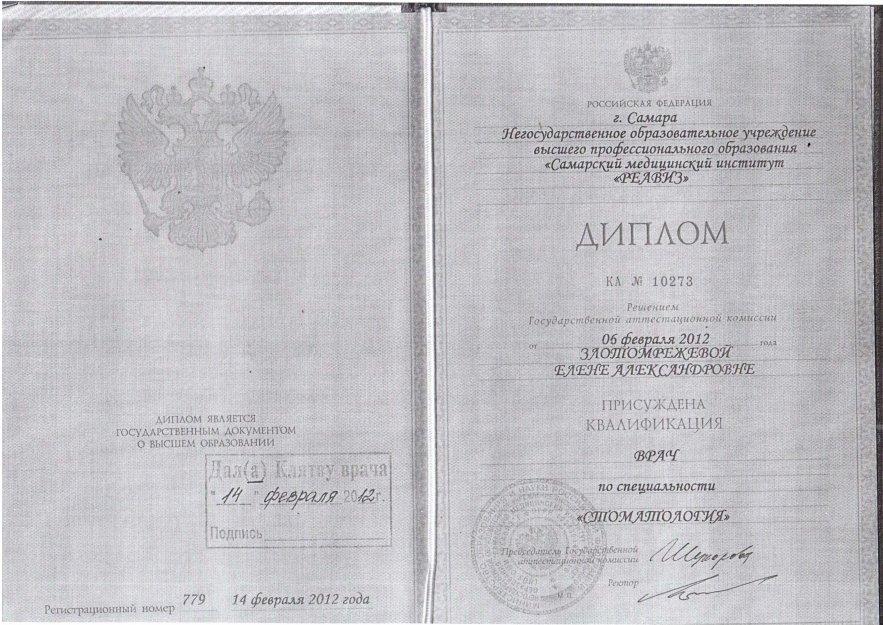 ДИПЛОМ ЯВЛЯЕТСЯ
ГОСУДАРСТВЕННЫМ ДОКУМЕНТОМ
О ВЫСШЕМ ОБРАЗОВАНИИ
Дал(а) Клятву врача
"14" февраля 2012г.
Подпись
Регистрационный номер 779 14 февраля 2012 года
РОССИЙСКАЯ ФЕДЕРАЦИЯ
г. Самара
Негосударственное образовательное учреждение
высшего профессионального образования
«Самарский медицинский институт
«РЕАВИЗ»
ДИПЛОМ
КА № 10273
Решением
Государственной аттестационной комиссии
от 06 февраля 2012 года
ЗЛОТОМРЕЖЕВОЙ
ЕЛЕНЕ АЛЕКСАНДРОВНЕ
ПРИСУЖДЕНА
КВАЛИФИКАЦИЯ
ВРАЧ
по специальности
«СТОМАТОЛОГИЯ»
Председатель Государственной
аттестационной комиссии
Ректор